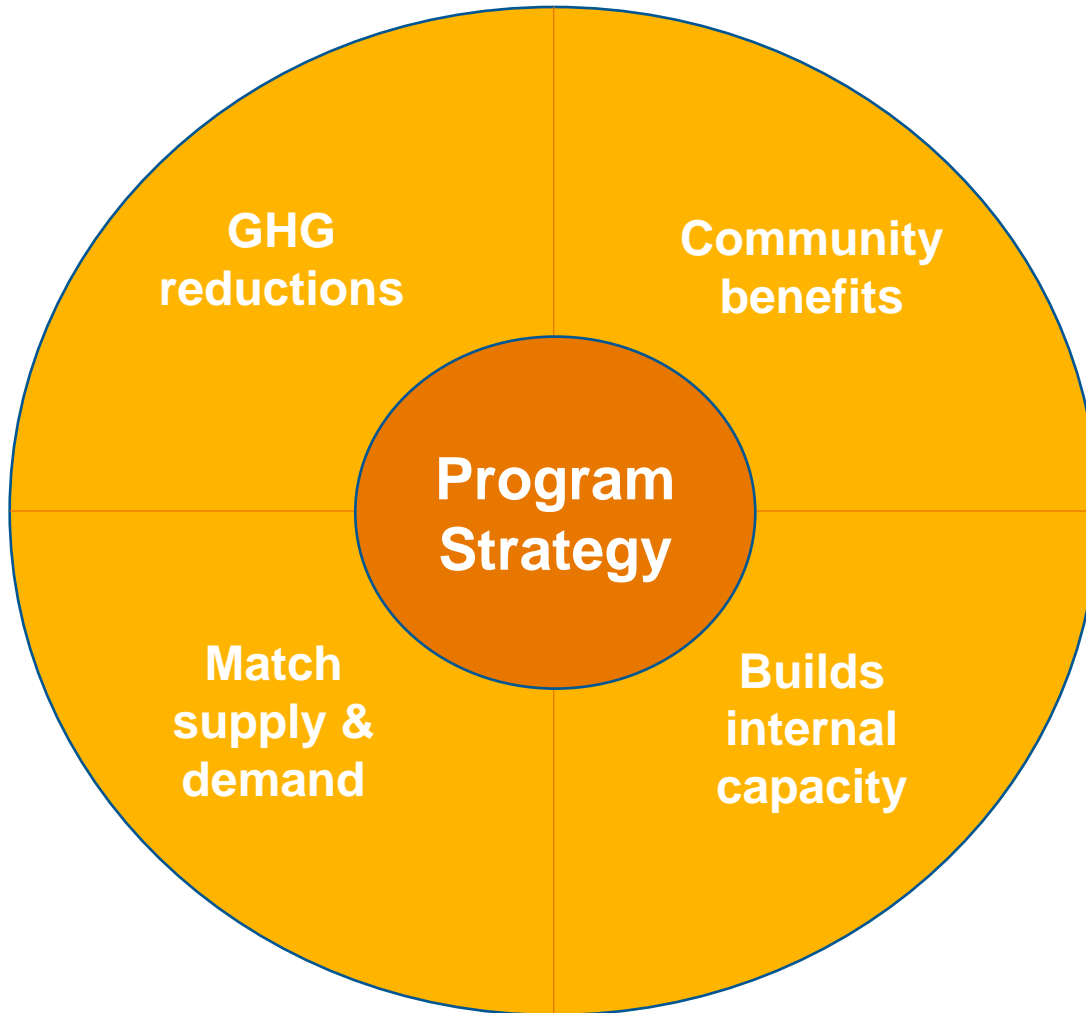 GHG
reductions
Community
benefits
Program
Strategy
Match
supply &
demand
Builds
internal
capacity